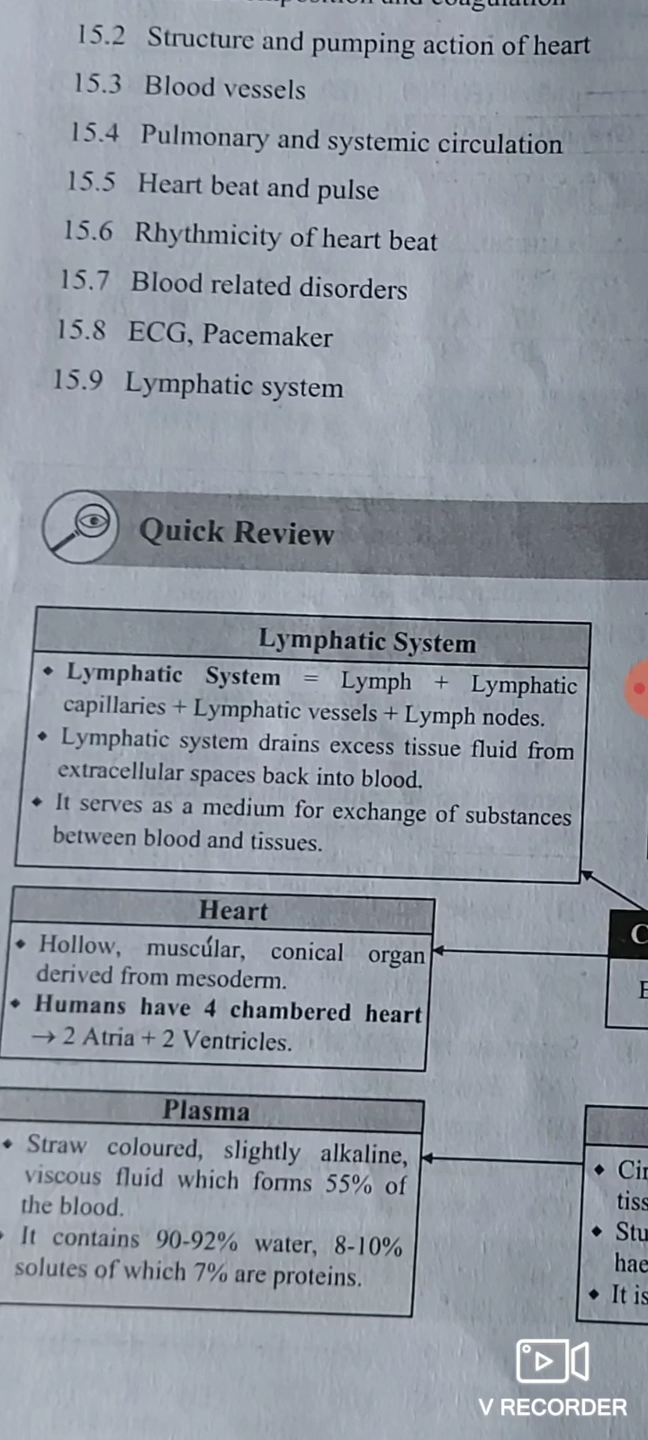 15.2 Structure and pumping action of heart
15.3 Blood vessels
15.4 Pulmonary and systemic circulation
15.5 Heart beat and pulse
15.6 Rhythmicity of heart beat
15.7 Blood related disorders
15.8 ECG, Pacemaker
15.9 Lymphatic system
Quick Review
Lymphatic System
• Lymphatic System = Lymph + Lymphatic
capillaries + Lymphatic vessels + Lymph nodes.
• Lymphatic system drains excess tissue fluid from
extracellular spaces back into blood.
• It serves as a medium for exchange of substances
between blood and tissues.
Heart
• Hollow, muscular, conical organ
derived from mesoderm.
• Humans have 4 chambered heart
→ 2 Atria + 2 Ventricles.
Plasma
• Straw coloured, slightly alkaline,
viscous fluid which forms 55% of
the blood.
• It contains 90-92% water, 8-10%
solutes of which 7% are proteins.
• It is
V RECORDER